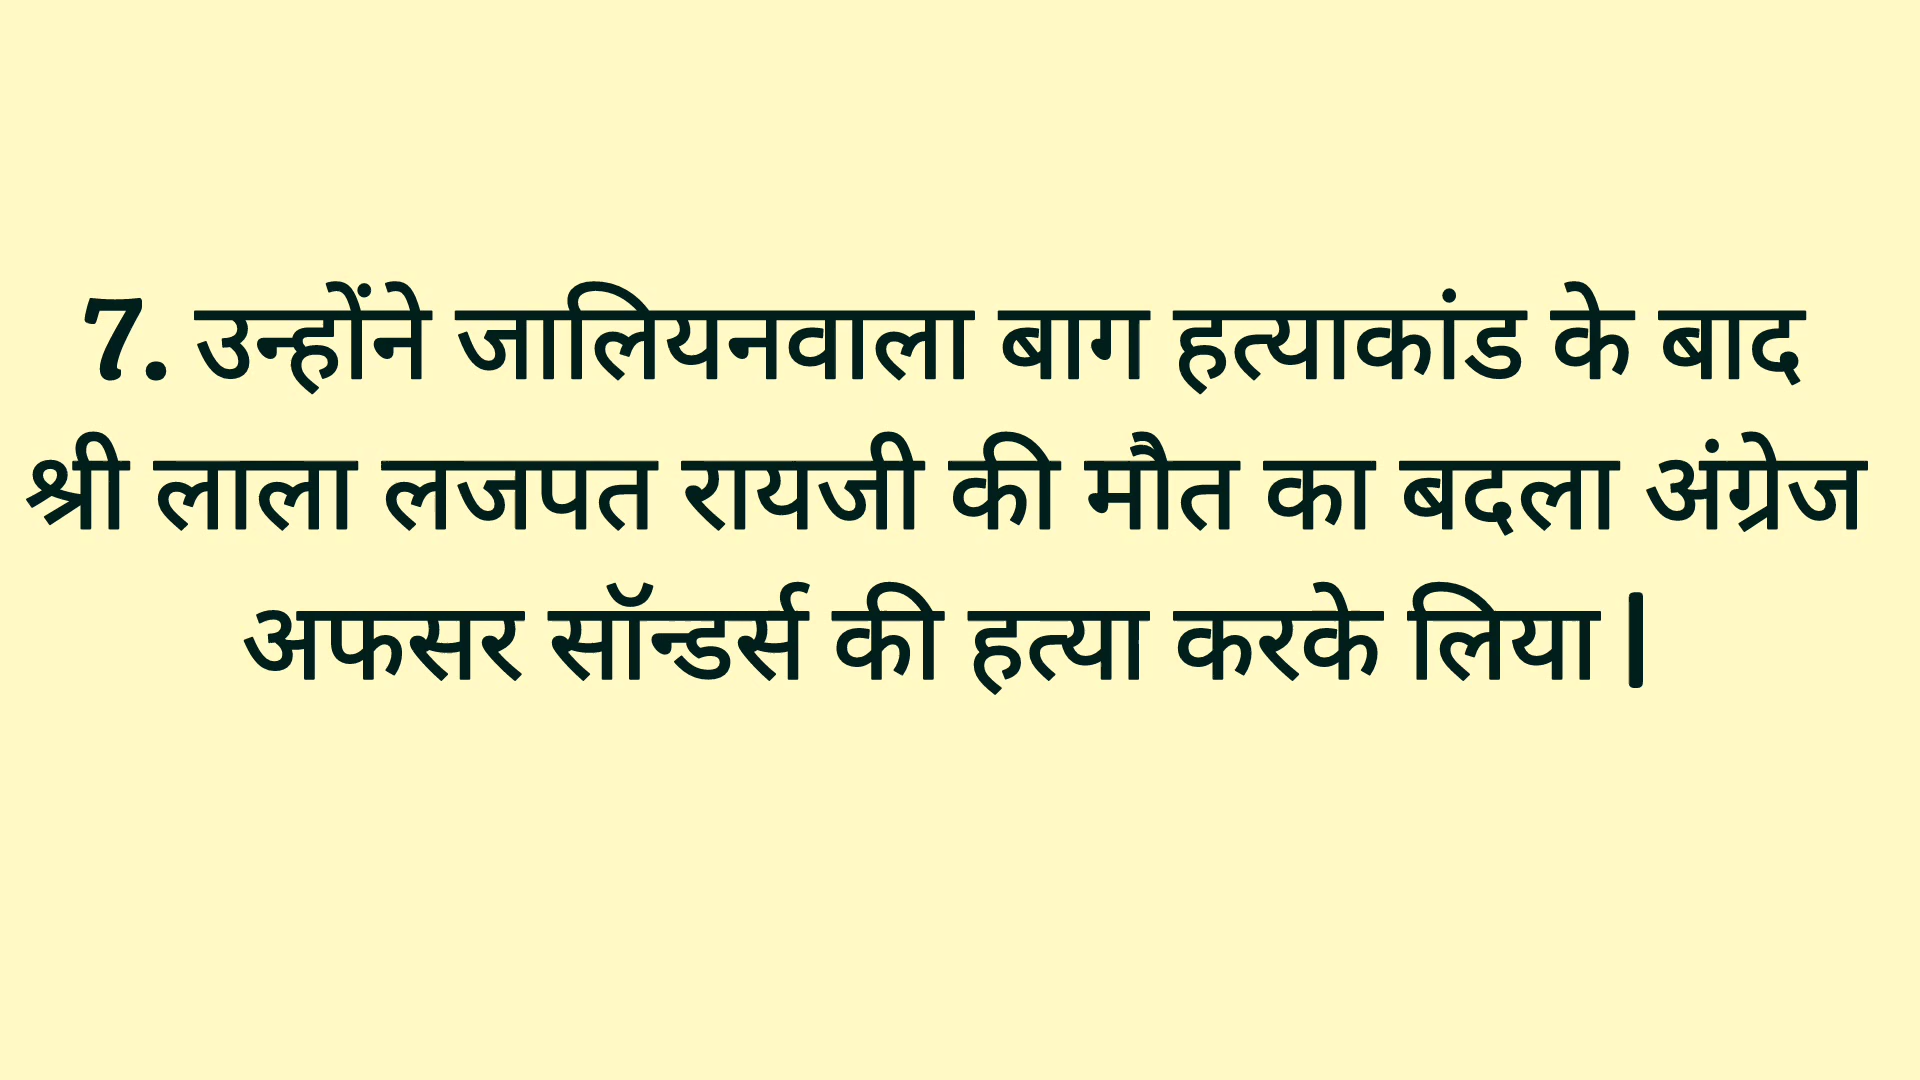 7. उन्होंने जालियनवाला बाग हत्याकांड के बाद
श्री लाला लजपत रायजी की मौत का बदला अंग्रेज
अफसर सॉन्डर्स की हत्या करके लिया |